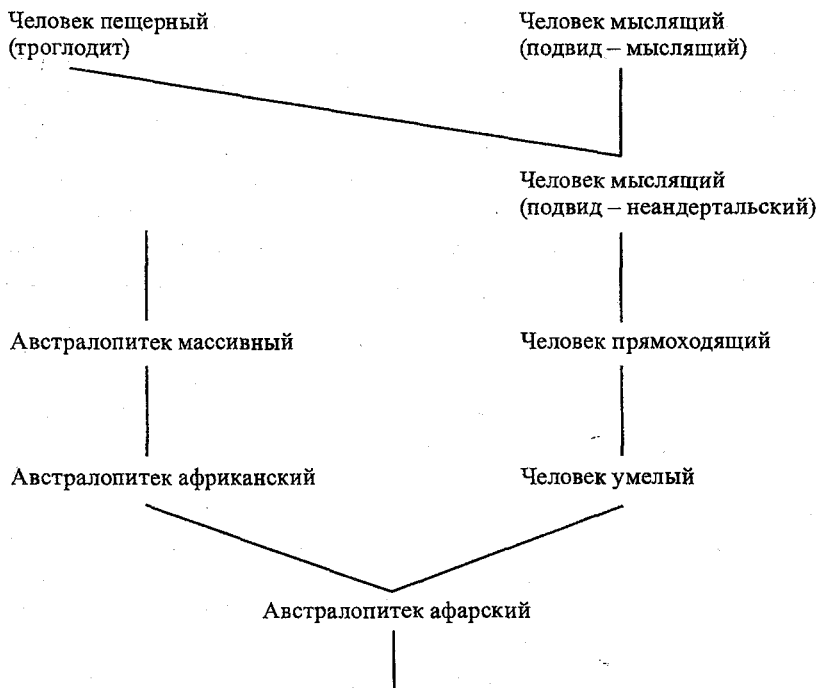 Человек пещерный
(троглодит)
Человек мыслящий
(подвид – мыслящий)
Человек мыслящий
(подвид – неандертальский)
Австралопитек массивный
Человек прямоходящий
Австралопитек африканский
Человек умелый
Австралопитек афарский